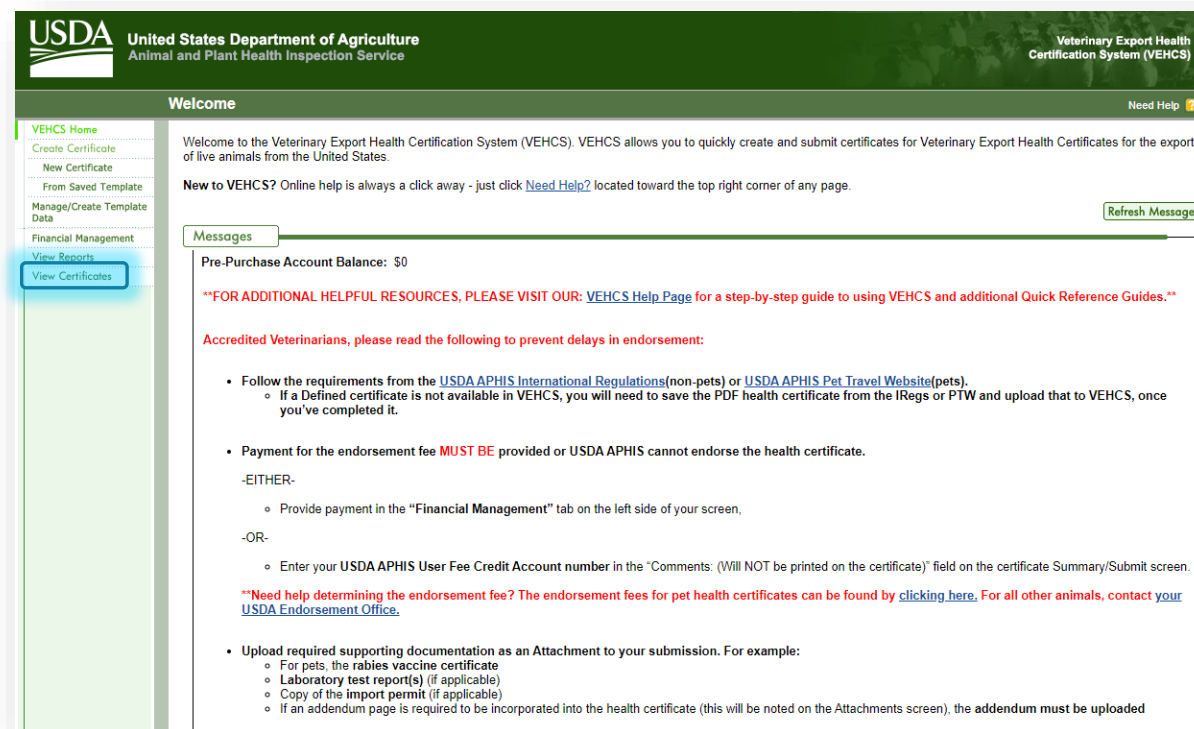 USDA
United States Department of Agriculture
Animal and Plant Health Inspection Service
Veterinary Export Health
Certification System (VEHCS)
Welcome
Need Help ?
VEHCS Home
Create Certificate
New Certificate
From Saved Template
Manage/Create Template
Data
Financial Management
View Reports
View Certificates
Welcome to the Veterinary Export Health Certification System (VEHCS). VEHCS allows you to quickly create and submit certificates for Veterinary Export Health Certificates for the export
of live animals from the United States.
New to VEHCS? Online help is always a click away - just click Need Help? located toward the top right corner of any page.
Refresh Message
Messages
Pre-Purchase Account Balance: $0
**FOR ADDITIONAL HELPFUL RESOURCES, PLEASE VISIT OUR: VEHCS Help Page for a step-by-step guide to using VEHCS and additional Quick Reference Guides.**
Accredited Veterinarians, please read the following to prevent delays in endorsement:
• Follow the requirements from the USDA APHIS International Regulations(non-pets) or USDA APHIS Pet Travel Website(pets).
◦ If a Defined certificate is not available in VEHCS, you will need to save the PDF health certificate from the IRegs or PTW and upload that to VEHCS, once
you've completed it.
• Payment for the endorsement fee MUST BE provided or USDA APHIS cannot endorse the health certificate.
-EITHER-
◦ Provide payment in the “Financial Management” tab on the left side of your screen,
-OR-
◦ Enter your USDA APHIS User Fee Credit Account number in the “Comments: (Will NOT be printed on the certificate)” field on the certificate Summary/Submit screen.
**Need help determining the endorsement fee? The endorsement fees for pet health certificates can be found by clicking here. For all other animals, contact your
USDA Endorsement Office.
• Upload required supporting documentation as an Attachment to your submission. For example:
◦ For pets, the rabies vaccine certificate
◦ Laboratory test report(s) (if applicable)
◦ Copy of the import permit (if applicable)
◦ If an addendum page is required to be incorporated into the health certificate (this will be noted on the Attachments screen), the addendum must be uploaded